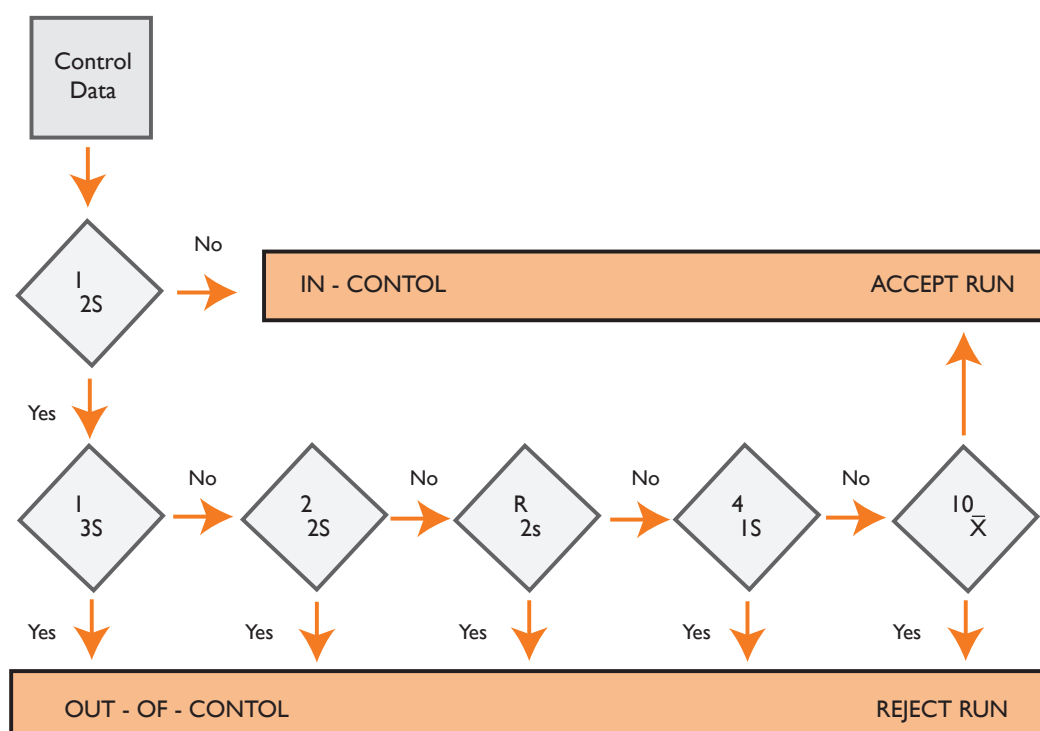 Control
Data
No
1
2S
IN - CONTOL ACCEPT RUN
Yes
No
No
No
No
1
3S
2
2S
R
2s
4
1S
10
X̅
Yes
Yes
Yes
Yes
Yes
OUT - OF - CONTOL REJECT RUN